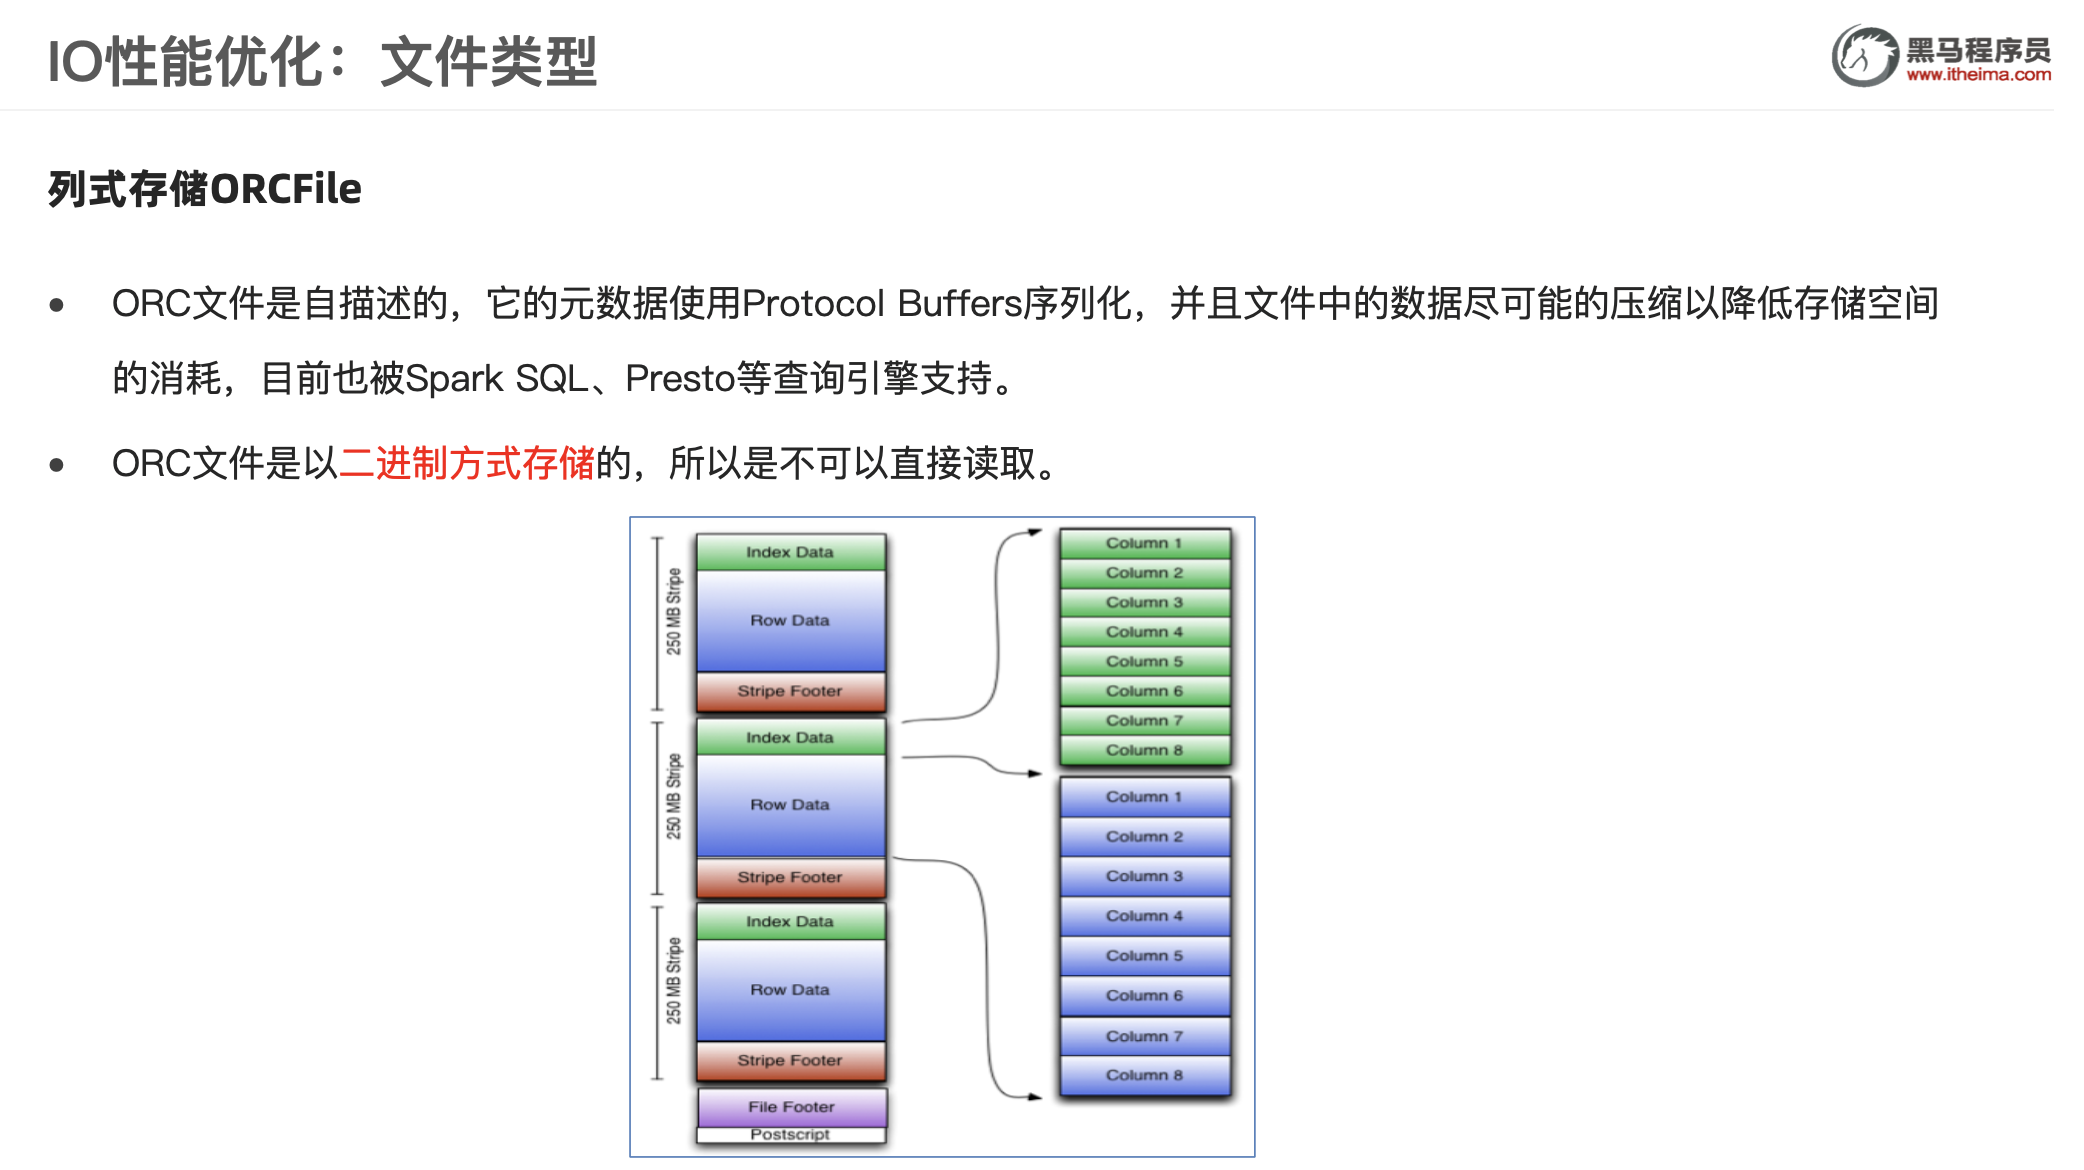 IO性能优化：文件类型
黑马程序员
www.itheima.com
列式存储ORCFile
ORC文件是自描述的，它的元数据使用Protocol Buffers序列化，并且文件中的数据尽可能的压缩以降低存储空间
的消耗，目前也被Spark SQL、Presto等查询引擎支持。
ORC文件是以二进制方式存储的，所以是不可以直接读取。
250 MB Stripe
Index Data
Row Data
Stripe Footer
250 MB Stripe
Index Data
Row Data
Stripe Footer
250 MB Stripe
Index Data
Row Data
Stripe Footer
File Footer
Postscript
Column 1
Column 2
Column 3
Column 4
Column 5
Column 6
Column 7
Column 8
Column 1
Column 2
Column 3
Column 4
Column 5
Column 6
Column 7
Column 8